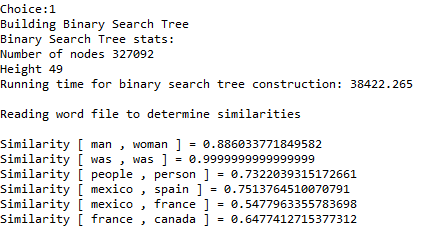 Choice:1
Building Binary Search Tree
Binary Search Tree stats:
Number of nodes 327092
Height 49
Running time for binary search tree construction: 38422.265
Reading word file to determine similarities
Similarity [ man , woman ] = 0.886033771849582
Similarity [ was , was ] = 0.9999999999999999
Similarity [ people , person ] = 0.7322039315172661
Similarity [ mexico , spain ] = 0.7513764510070791
Similarity [ mexico , france ] = 0.5477963355783698
Similarity [ france , canada ] = 0.6477412715377312